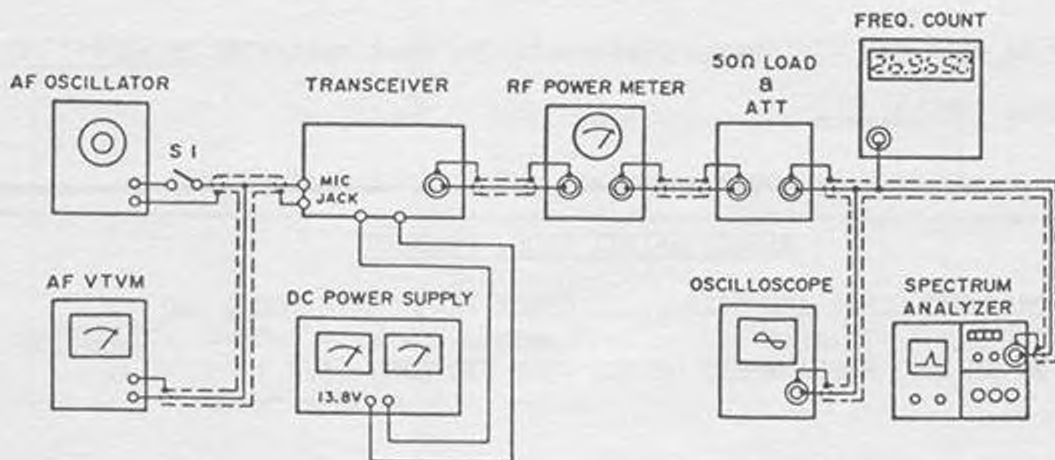 FREQ. COUNT
26.9650
AF OSCILLATOR
TRANSCEIVER
RF POWER METER
50Ω LOAD
&
ATT
S1
MIC
JACK
AF VTVM
DC POWER SUPPLY
13.8V
OSCILLOSCOPE
SPECTRUM
ANALYZER